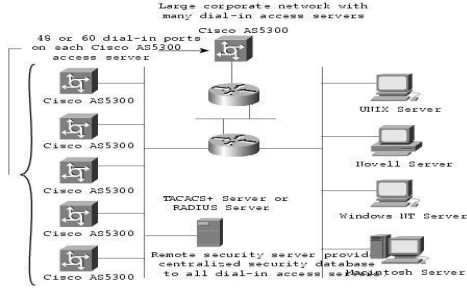 Large corporate network with
many dial-in access servers
Cisco AS5300
48 or 60 dial-in ports
on each Cisco AS5300
access server
Cisco AS5300
Cisco AS5300
Cisco AS5300
Cisco AS5300
Cisco AS5300
UNIX Server
Novell Server
Windows NT Server
Macintosh Server
TACACS+ Server or
RADIUS Server
Remote security server provid
centralized security database
to all dial-in access servers